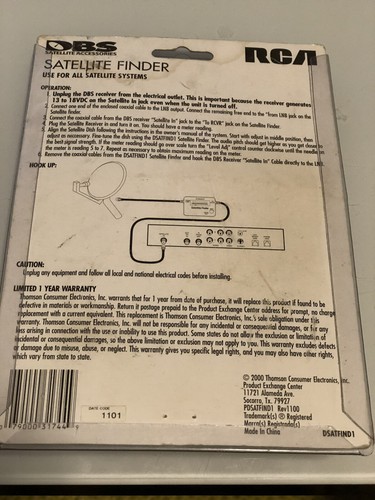 DBS
SATELLITE ACCESSORIES
RCA
SATELLITE FINDER
USE FOR ALL SATELLITE SYSTEMS
OPERATION:
1. Unplug the DBS receiver from the electrical outlet. This is important because the receiver generates
13 to 18VDC on the Satellite In jack even when the unit is turned off.
2. Connect one end of the enclosed coaxial cable to the LNB output. Connect the remaining free end to the "From LNB jack on the
Satellite Finder.
3. Connect the coaxial cable from the DBS receiver "Satellite In" jack to the "To RCVR" jack on the Satellite Finder.
4. Plug the Satellite Receiver in and turn it on. You should have a meter reading.
Align the Satellite Dish following the instructions in the owner's manual of the system. Start with adjust in middle position, then
adjust as necessary. Fine-tune the dish using the DSATFIND1 Satellite Finder. The audio pitch should get higher as you get closer to
the best signal strength. If the meter reading should go over scale turn the "Level Adj" control counter clockwise until the needle on
the meter is reading 5 to 7. Repeat as necessary to obtain maximum reading on the meter.
Remove the coaxial cables from the DSATFIND1 Satellite Finder and hook the DBS Receiver "Satellite In" Cable directly to the LNB.
HOOK UP:
CAUTION:
Unplug any equipment and follow all local and national electrical codes before installing.
LIMITED 1 YEAR WARRANTY
Thomson Consumer Electronics, Inc. warrants that for 1 year from date of purchase, it will replace this product if found to be
defective in materials or workmanship. Return it postage prepaid to the Product Exchange Center address for prompt, no charge
replacement with a current equivalent. This replacement is Thomson Consumer Electronics, Inc.'s sole obligation under this
warranty. Thomson Consumer Electronics, Inc. will not be responsible for any incidental or consequential damages, or for any
loss arising in connection with the use or inability to use this product. Some states do not allow the exclusion or limitation of
incidental or consequential damages, so the above limitation or exclusion may not apply to you. This warranty excludes defects
or damage due to misuse, abuse, or neglect. This warranty gives you specific legal rights, and you may also have other rights,
which vary from state to state.
© 2000 Thomson Consumer Electronics, Inc.
Product Exchange Center
11721 Alameda Ave.
Socorro, Tx. 79927
PDSATFIND1 Rev1100
Trademark(s) ® Registered
Marca(s) Registrada(s)
Made In China
DATE CODE
1101
79000 31744
DSATFIND1